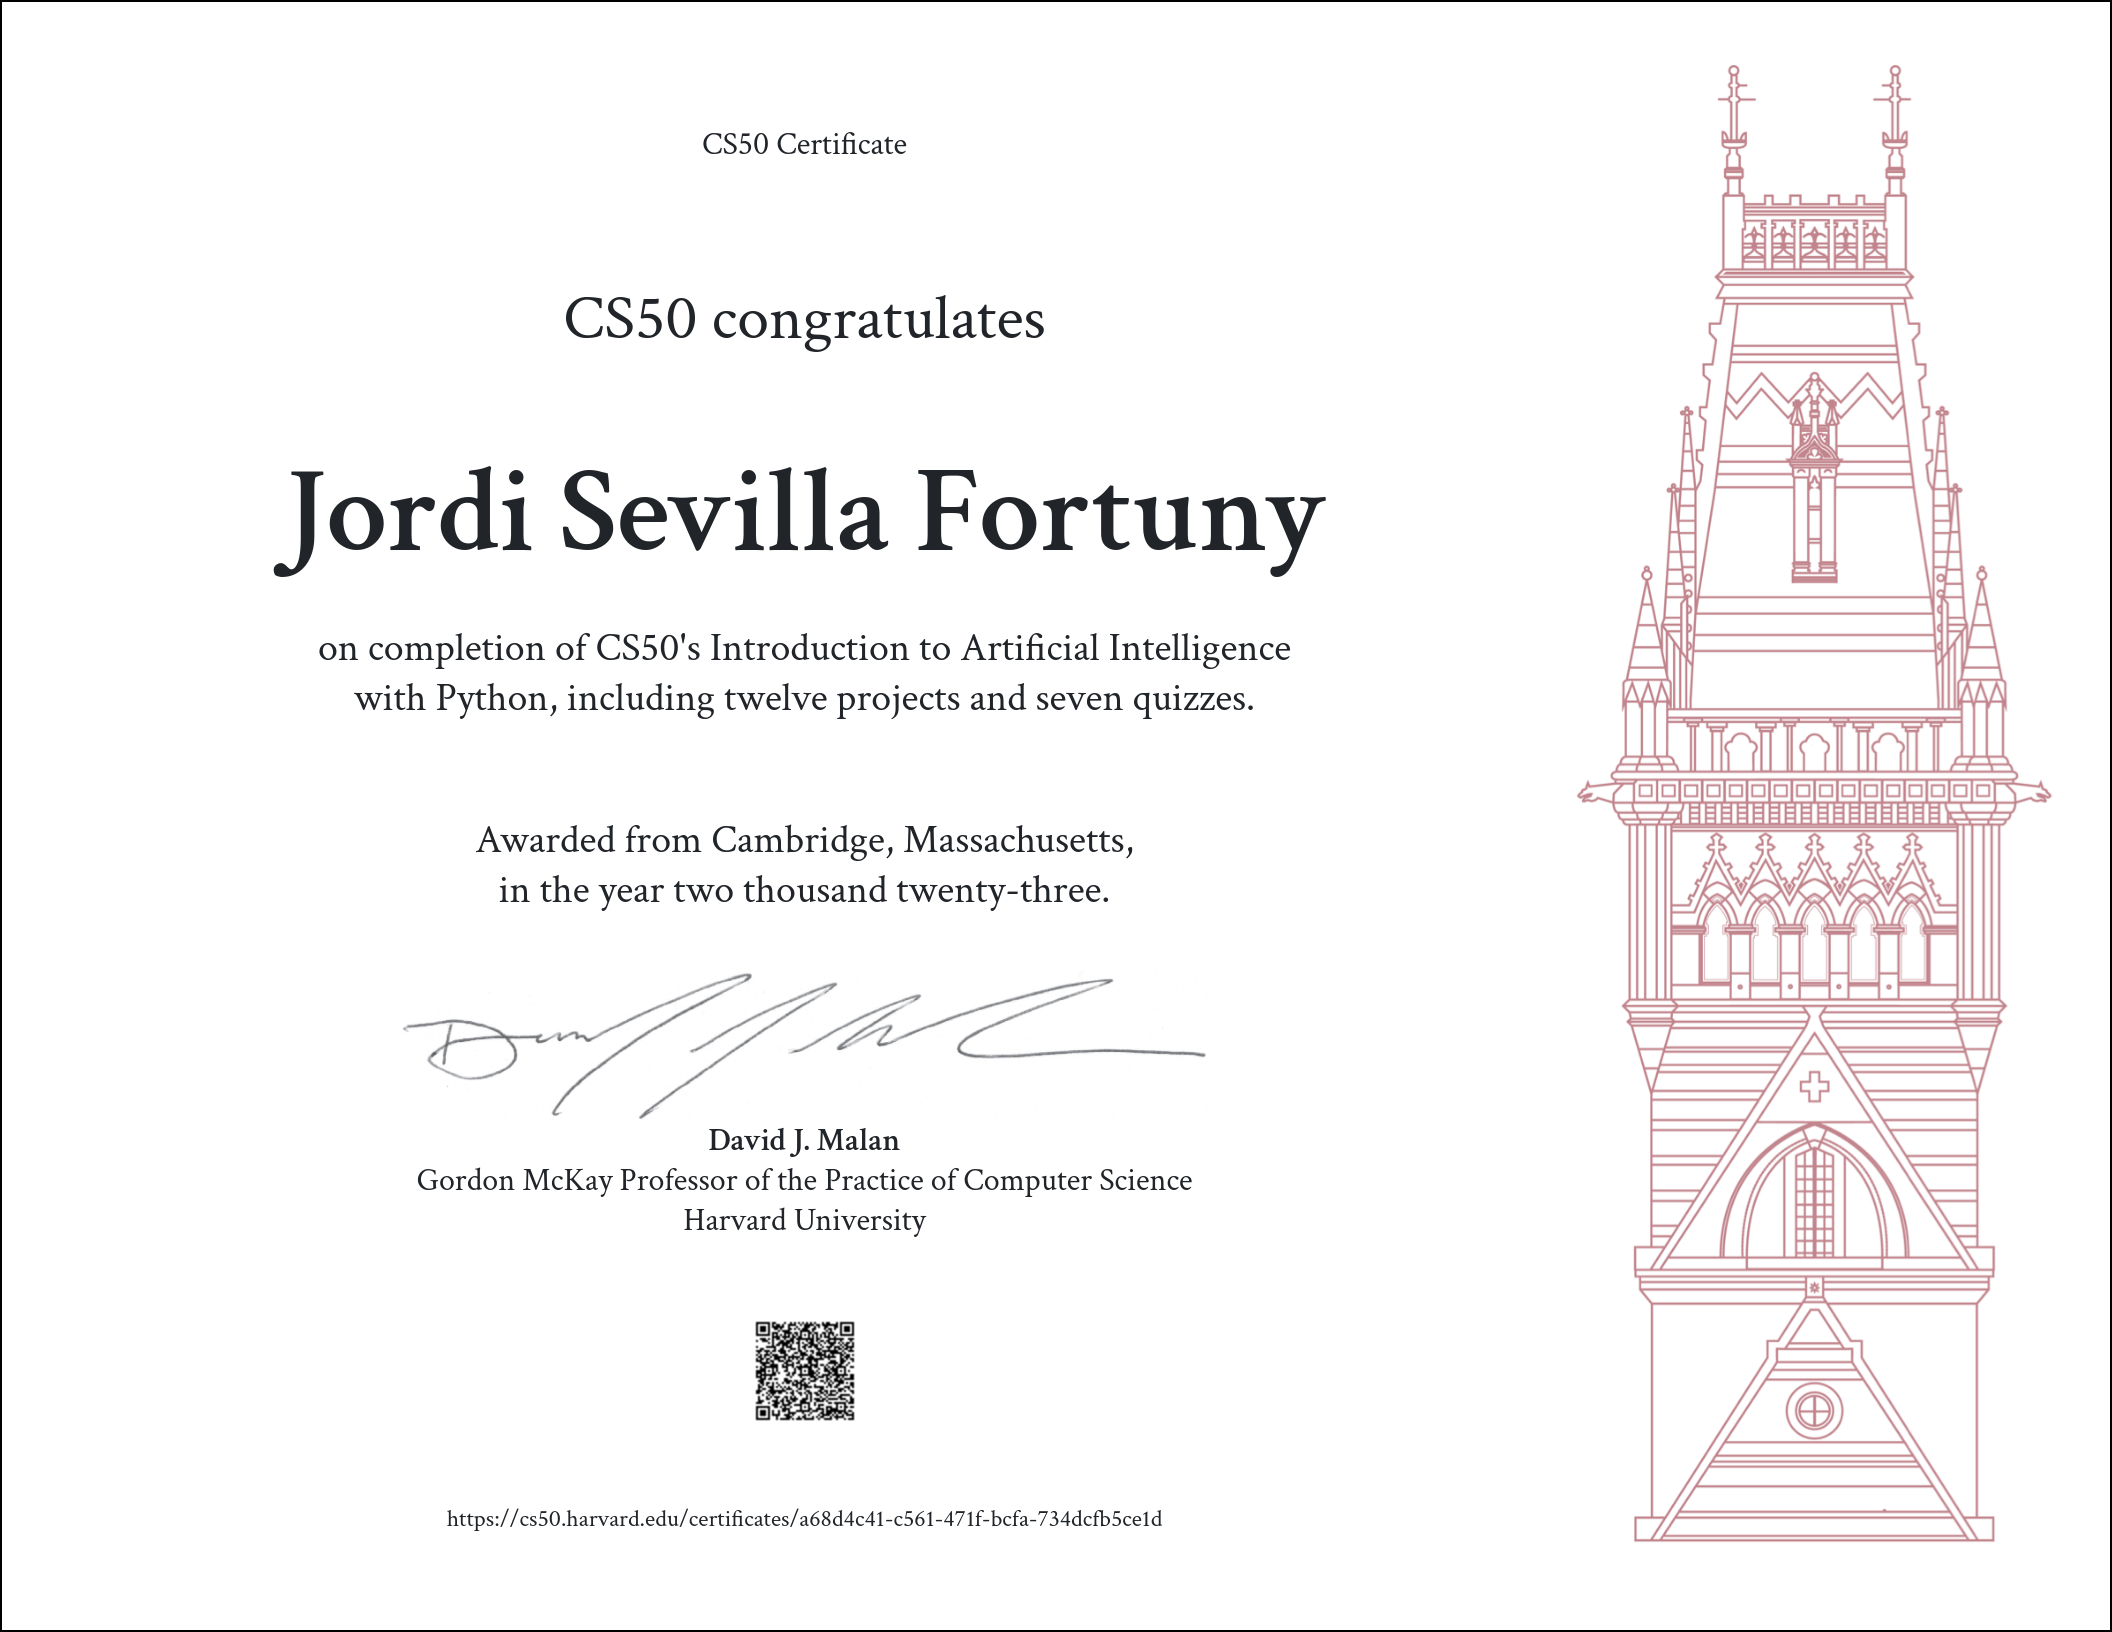 CS50 Certificate
CS50 congratulates
Jordi Sevilla Fortuny
on completion of CS50's Introduction to Artificial Intelligence
with Python, including twelve projects and seven quizzes.
Awarded from Cambridge, Massachusetts,
in the year two thousand twenty-three.
David J. Malan
Gordon McKay Professor of the Practice of Computer Science
Harvard University
https://cs50.harvard.edu/certificates/a68d4c41-c561-471f-bcfa-734dcfb5ce1d